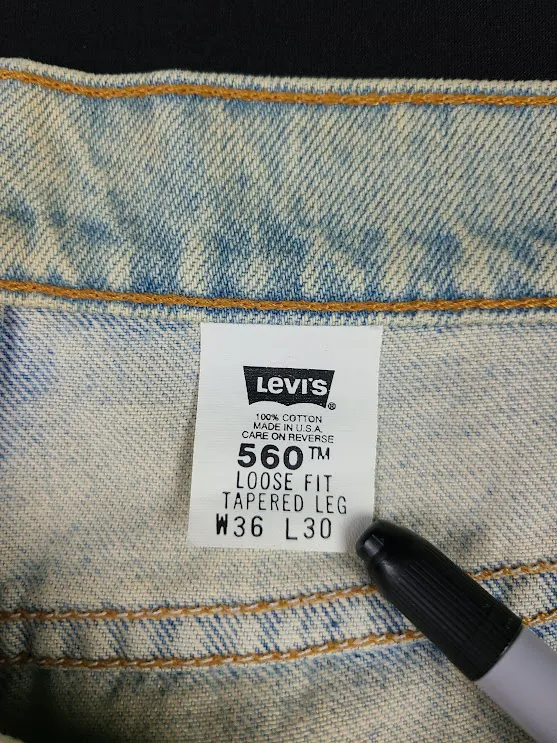 LEVI'S®
100% COTTON
MADE IN U.S.A.
CARE ON REVERSE
560™
LOOSE FIT
TAPERED LEG
W36 L30